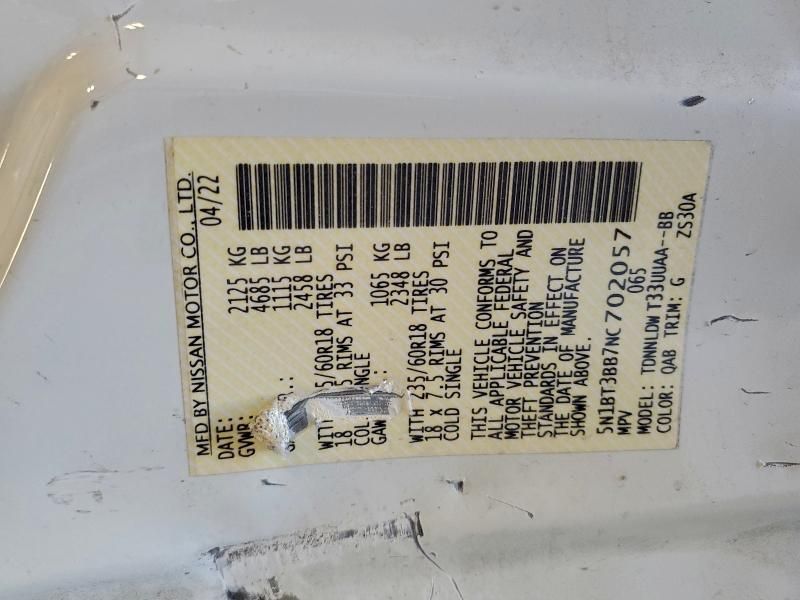 MFD BY NISSAN MOTOR CO., LTD.
DATE: 04/22
GVWR: 2125 KG
4685 LB
1115 KG
2458 LB
5/60R18 TIRES
18 RIMS AT 33 PSI
1065 KG
2348 LB
WITH 235/60R18 TIRES
18 X 7.5 RIMS AT 30 PSI
COLD SINGLE
THIS VEHICLE CONFORMS TO
ALL APPLICABLE FEDERAL
MOTOR VEHICLE SAFETY AND
THEFT PREVENTION
STANDARDS IN EFFECT ON
THE DATE OF MANUFACTURE
SHOWN ABOVE.
5N1BT3BB7NC702057
MPV 065
MODEL: TDNNLDW T33UUAA--BB
COLOR: QAB TRIM: G ZS30A